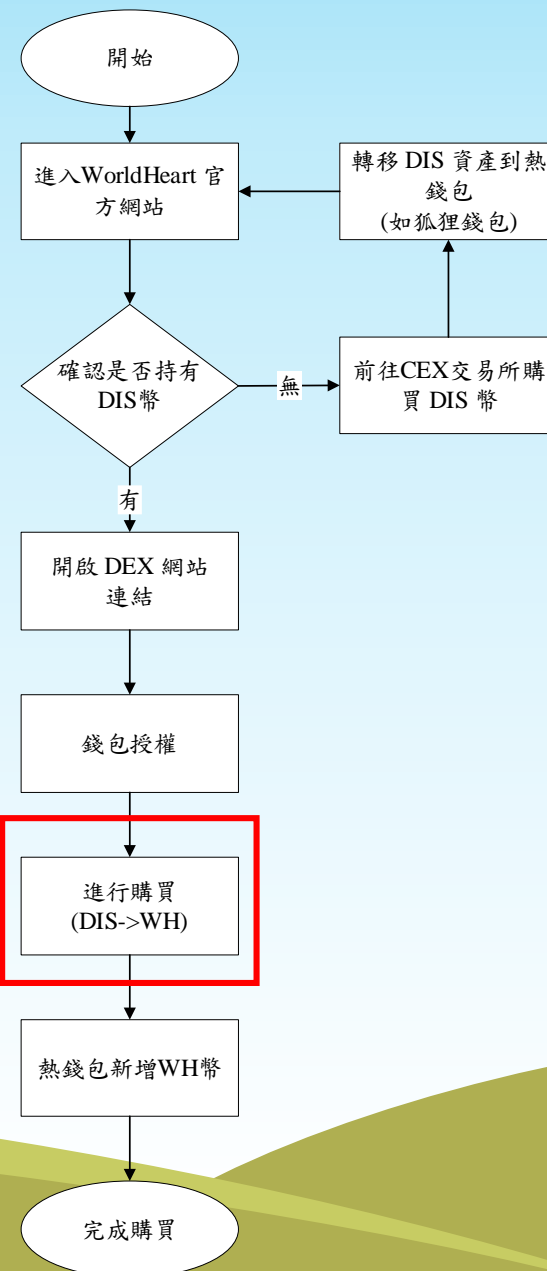 開始
進入WorldHeart 官
方網站
轉移 DIS 資產到熱
錢包
(如狐狸錢包)
確認是否持有
DIS幣
無
前往CEX交易所購
買 DIS 幣
有
開啟 DEX 網站
連結
錢包授權
進行購買
(DIS->WH)
熱錢包新增WH幣
完成購買